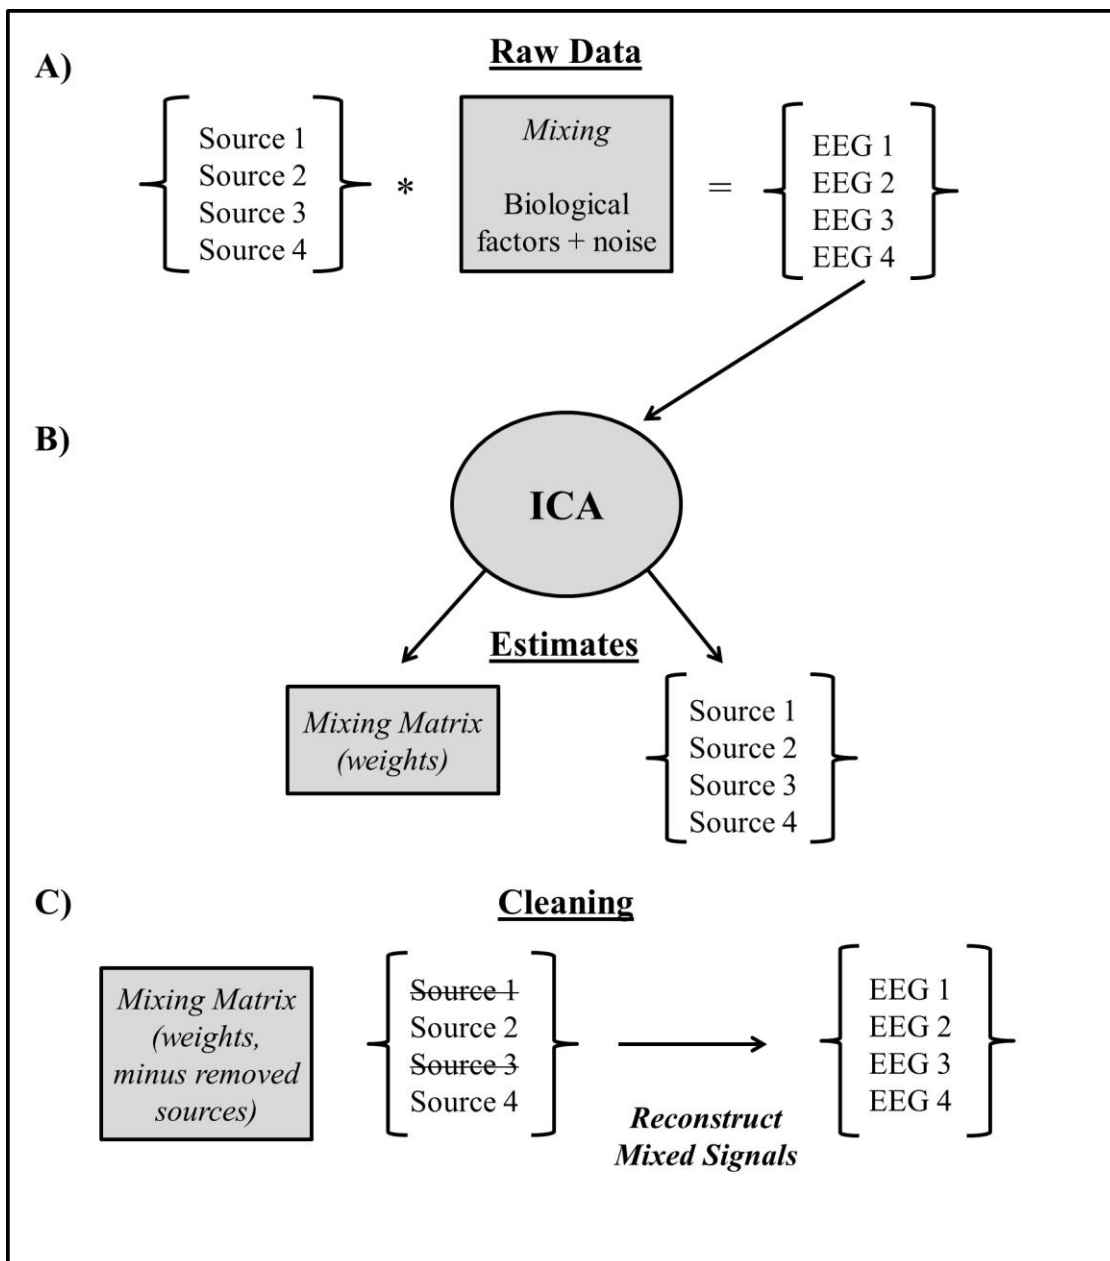 A)
Raw Data
Source 1
Source 2
Source 3
Source 4
*
Mixing
Biological
factors + noise
=
EEG 1
EEG 2
EEG 3
EEG 4
B)
ICA
Estimates
Mixing Matrix
(weights)
Source 1
Source 2
Source 3
Source 4
C)
Cleaning
Mixing Matrix
(weights,
minus removed
sources)
Source 1
Source 2
Source 3
Source 4
Reconstruct
Mixed Signals
EEG 1
EEG 2
EEG 3
EEG 4